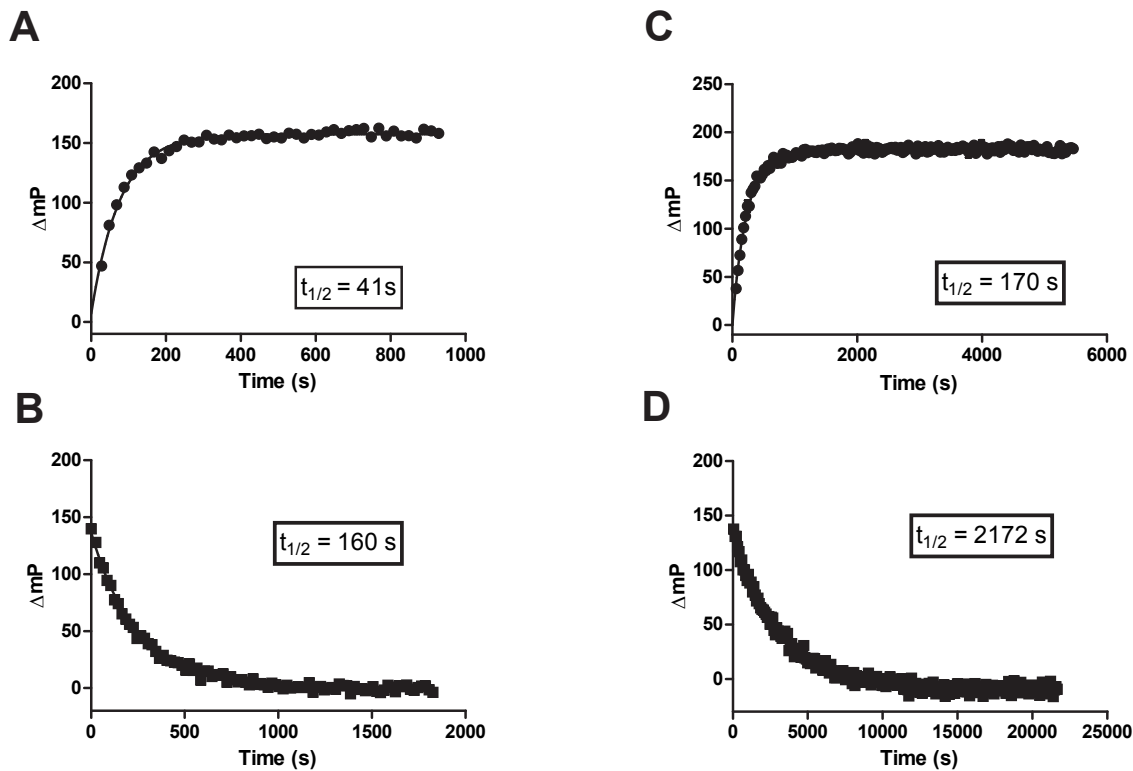 A
200
150
100
50
0
ΔmP
t1/2 = 41s
0 200 400 600 800 1000
Time (s)
B
200
150
100
50
0
ΔmP
t1/2 = 160 s
0 500 1000 1500 2000
Time (s)
C
250
200
150
100
50
0
ΔmP
t1/2 = 170 s
0 2000 4000 6000
Time (s)
D
200
150
100
50
0
ΔmP
t1/2 = 2172 s
0 5000 10000 15000 20000 25000
Time (s)